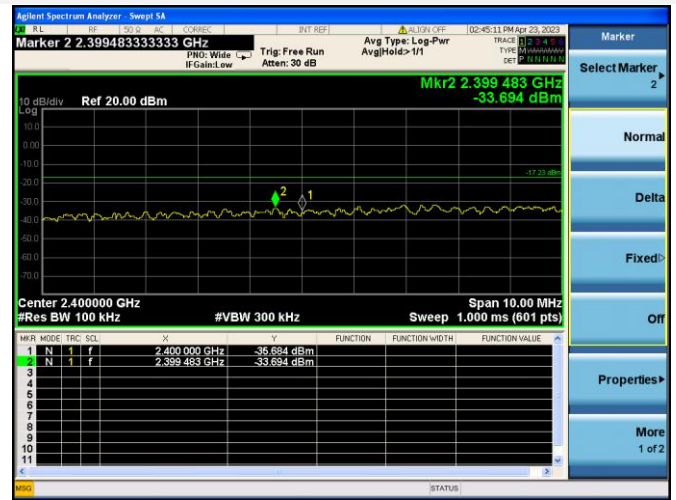 Agilent Spectrum Analyzer - Swept SA
RL RF 50 Ω AC CORREC INT REF ALIGN OFF 02:45:11 PM Apr 23, 2023
Marker 2 2.399483333333 GHz
PNO: Wide Trig: Free Run
IFGain:Low Atten: 30 dB
Avg Type: Log-Pwr
Avg|Hold>1/1
TRACE 1 2 3 4 5 6
TYPE
DET P N N N N N
Mkr2 2.399 483 GHz
-33.694 dBm
10 dB/div Ref 20.00 dBm
Log
10.0
0.00
-10.0
-17.23 dBm
-20.0
2
1
-30.0
-40.0
-50.0
-60.0
-70.0
Center 2.400000 GHz Span 10.00 MHz
#Res BW 100 kHz #VBW 300 kHz Sweep 1.000 ms (601 pts)
MKR MODE TRC SCL X Y FUNCTION FUNCTION WIDTH FUNCTION VALUE
1 N 1 f 2.400 000 GHz -35.684 dBm
2 N 1 f 2.399 483 GHz -33.694 dBm
3
4
5
6
7
8
9
10
11
MSG STATUS
Marker
Select Marker
2
Normal
Delta
Fixed
Off
Properties
More
1 of 2